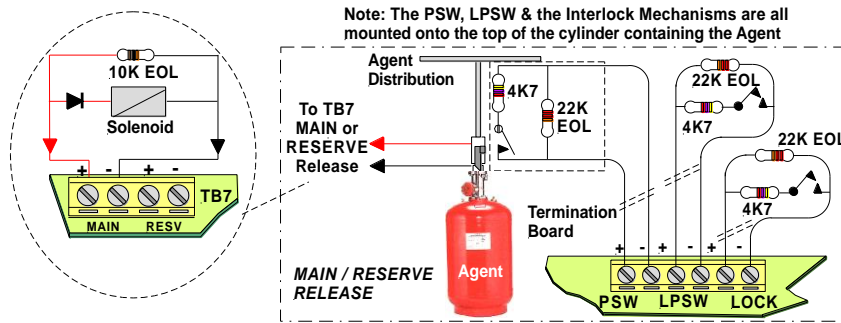 Note: The PSW, LPSW & the Interlock Mechanisms are all
mounted onto the top of the cylinder containing the Agent
10K EOL
Solenoid
+ - + -
TB7
MAIN RESV
To TB7
MAIN or
RESERVE
Release
Agent
Distribution
4K7
22K
EOL
22K EOL
4K7
22K EOL
4K7
Termination
Board
Agent
MAIN / RESERVE
RELEASE
+ - + - + -
PSW LPSW LOCK